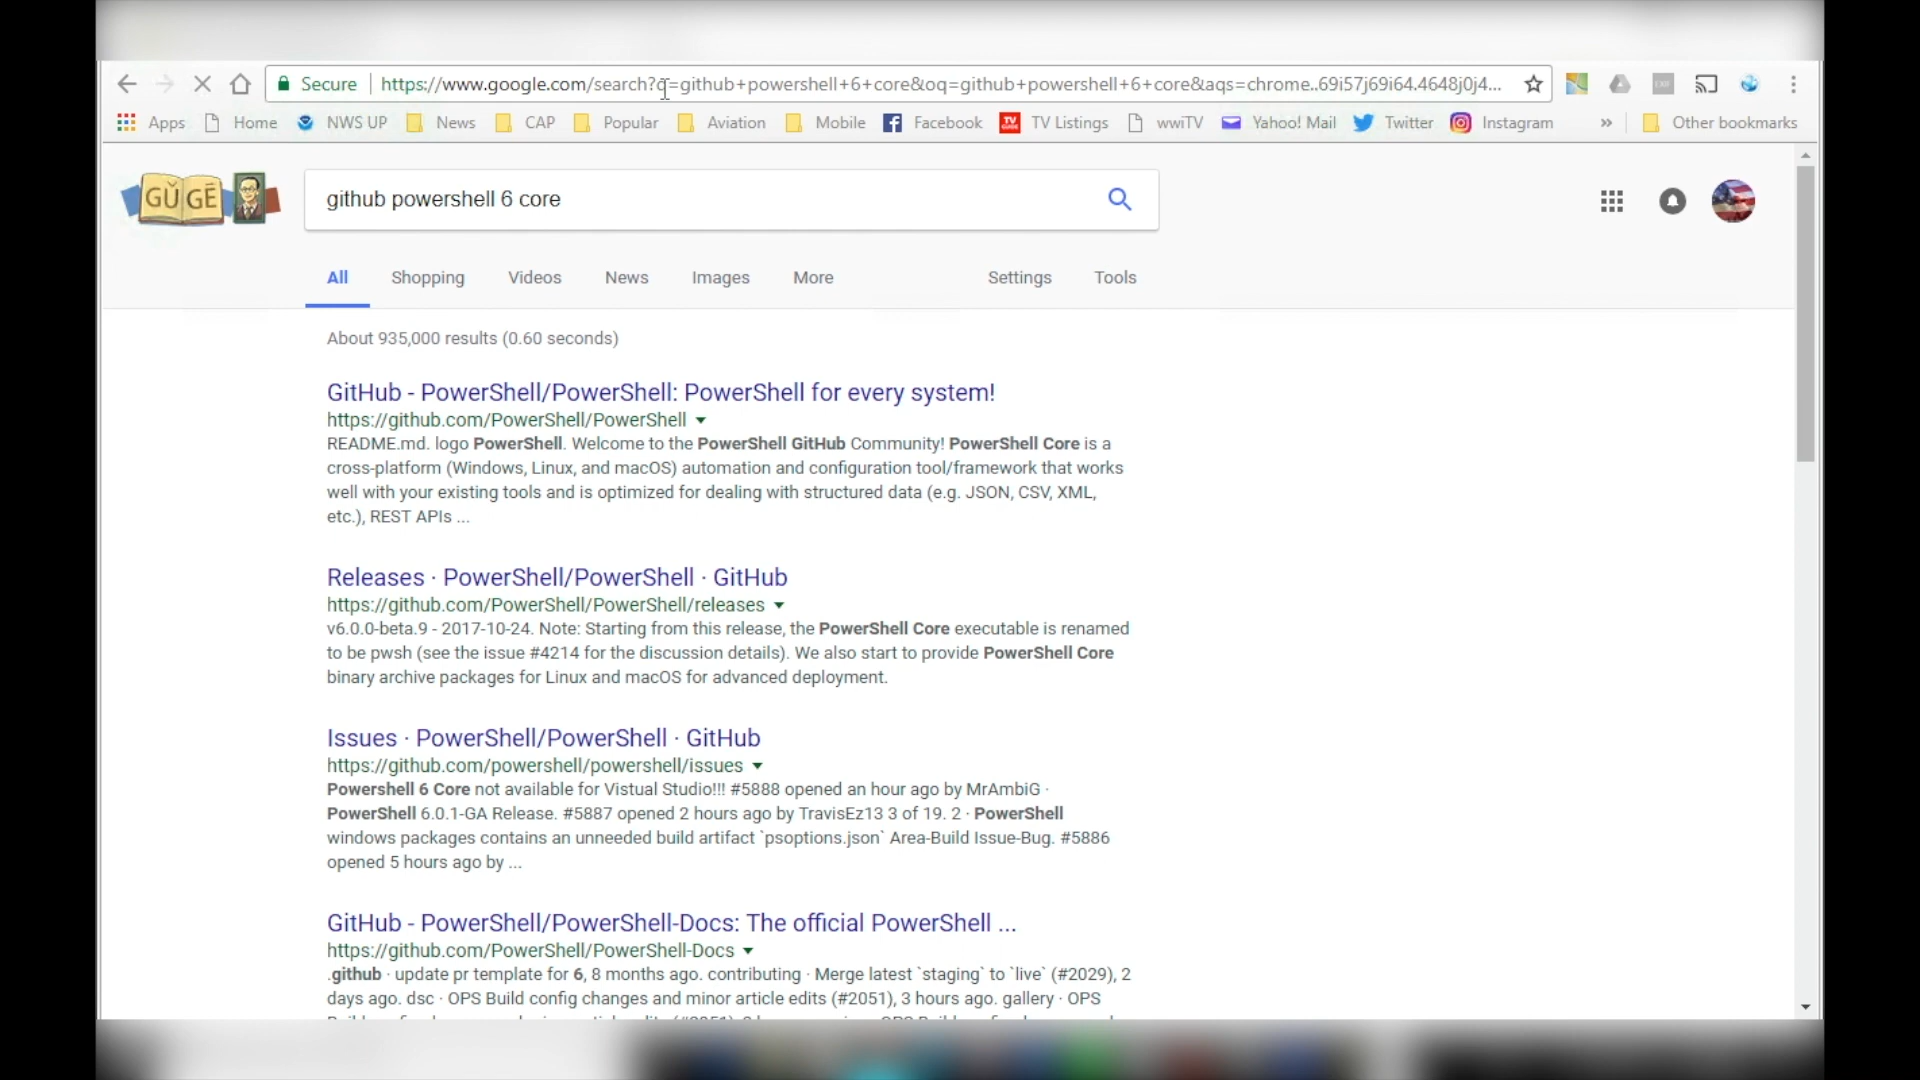 Secure https://www.google.com/search?q=github+powershell+6+core&oq=github+powershell+6+core&aqs=chrome..69i57j69i64.4648j0j4...
Apps Home NWS UP News CAP Popular Aviation Mobile Facebook TV Listings wwiTV Yahoo! Mail Twitter Instagram » Other bookmarks
GǓ GĒ github powershell 6 core
All Shopping Videos News Images More Settings Tools
About 935,000 results (0.60 seconds)
GitHub - PowerShell/PowerShell: PowerShell for every system!
https://github.com/PowerShell/PowerShell
README.md. logo PowerShell. Welcome to the PowerShell GitHub Community! PowerShell Core is a
cross-platform (Windows, Linux, and macOS) automation and configuration tool/framework that works
well with your existing tools and is optimized for dealing with structured data (e.g. JSON, CSV, XML,
etc.), REST APIs ...
Releases · PowerShell/PowerShell · GitHub
https://github.com/PowerShell/PowerShell/releases
v6.0.0-beta.9 - 2017-10-24. Note: Starting from this release, the PowerShell Core executable is renamed
to be pwsh (see the issue #4214 for the discussion details). We also start to provide PowerShell Core
binary archive packages for Linux and macOS for advanced deployment.
Issues · PowerShell/PowerShell · GitHub
https://github.com/powershell/powershell/issues
Powershell 6 Core not available for Vistual Studio!!! #5888 opened an hour ago by MrAmbiG ·
PowerShell 6.0.1-GA Release. #5887 opened 2 hours ago by TravisEz13 3 of 19. 2 · PowerShell
windows packages contains an unneeded build artifact `psoptions.json` Area-Build Issue-Bug. #5886
opened 5 hours ago by ...
GitHub - PowerShell/PowerShell-Docs: The official PowerShell ...
https://github.com/PowerShell/PowerShell-Docs
.github · update pr template for 6, 8 months ago. contributing · Merge latest `staging` to `live` (#2029), 2
days ago. dsc · OPS Build config changes and minor article edits (#2051), 3 hours ago. gallery · OPS